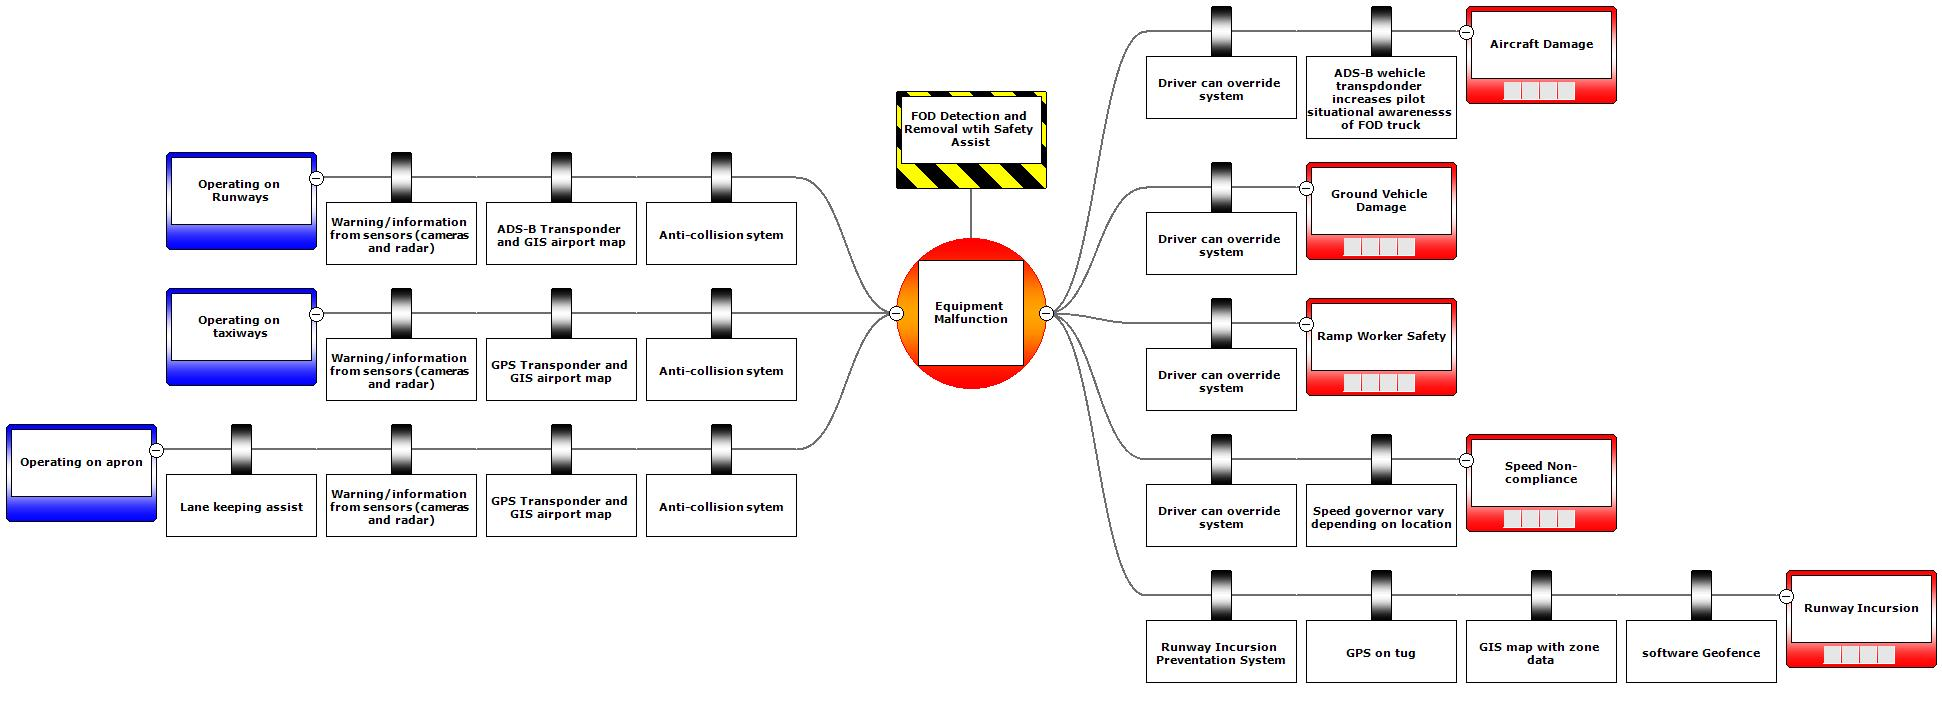 FOD Detection and
Removal wtih Safety
Assist
Equipment
Malfunction
Operating on
Runways
Warning/information
from sensors (cameras
and radar)
ADS-B Transponder
and GIS airport map
Anti-collision sytem
Operating on
taxiways
Warning/information
from sensors (cameras
and radar)
GPS Transponder and
GIS airport map
Anti-collision sytem
Operating on apron
Lane keeping assist
Warning/information
from sensors (cameras
and radar)
GPS Transponder and
GIS airport map
Anti-collision sytem
Driver can override
system
ADS-B wehicle
transpdonder
increases pilot
situational awarenesss
of FOD truck
Aircraft Damage
Driver can override
system
Ground Vehicle
Damage
Driver can override
system
Ramp Worker Safety
Driver can override
system
Speed governor vary
depending on location
Speed Non-
compliance
Runway Incursion
Preventation System
GPS on tug
GIS map with zone
data
software Geofence
Runway Incursion